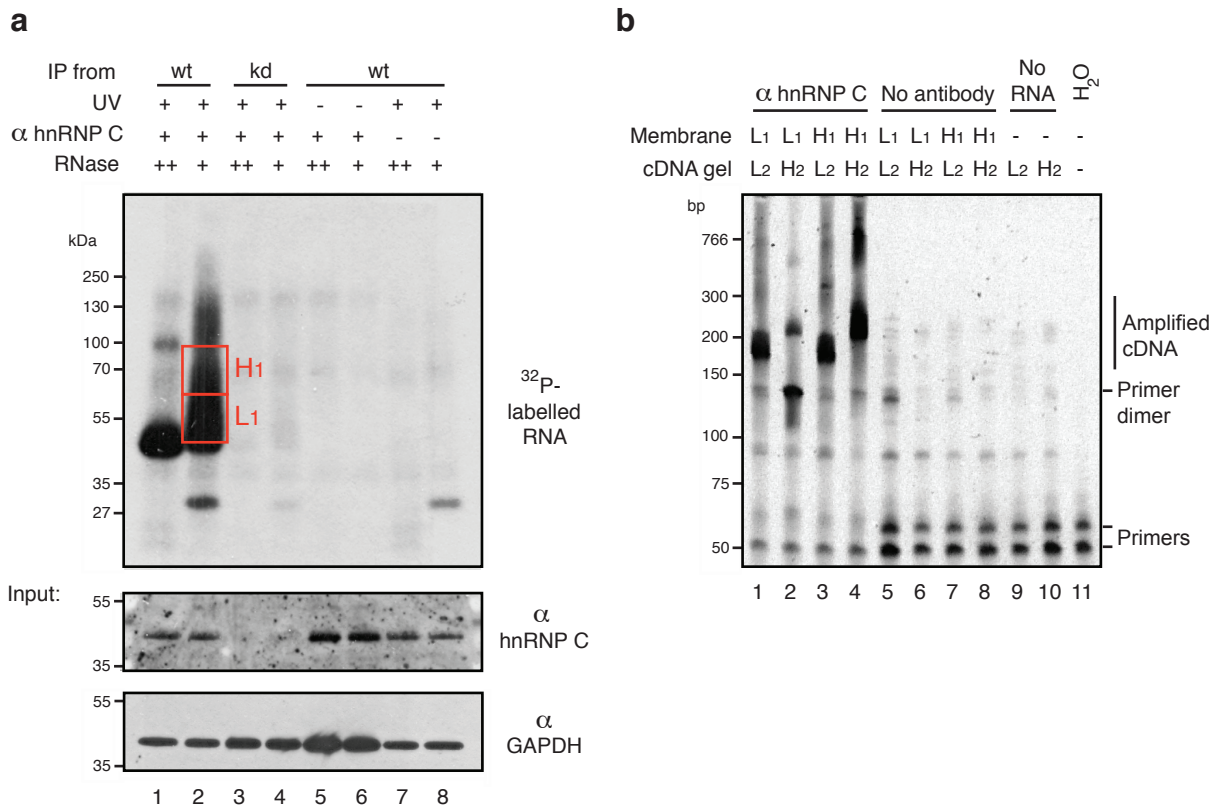 a
IP from wt kd wt
UV + + + + - - + +
α hnRNP C + + + + + + - -
RNase ++ + ++ + ++ + ++ +
kDa
250
130
100
70
55
35
27
H1
L1
32P-
labelled
RNA
Input:
55
35
α
hnRNP C
55
35
α
GAPDH
1 2 3 4 5 6 7 8
b
α hnRNP C No antibody No RNA H2O
Membrane L1 L1 H1 H1 L1 L1 H1 H1 - - -
cDNA gel L2 H2 L2 H2 L2 H2 L2 H2 L2 H2 -
bp
766
300
200
150
100
75
50
Amplified
cDNA
Primer
dimer
Primers
1 2 3 4 5 6 7 8 9 10 11